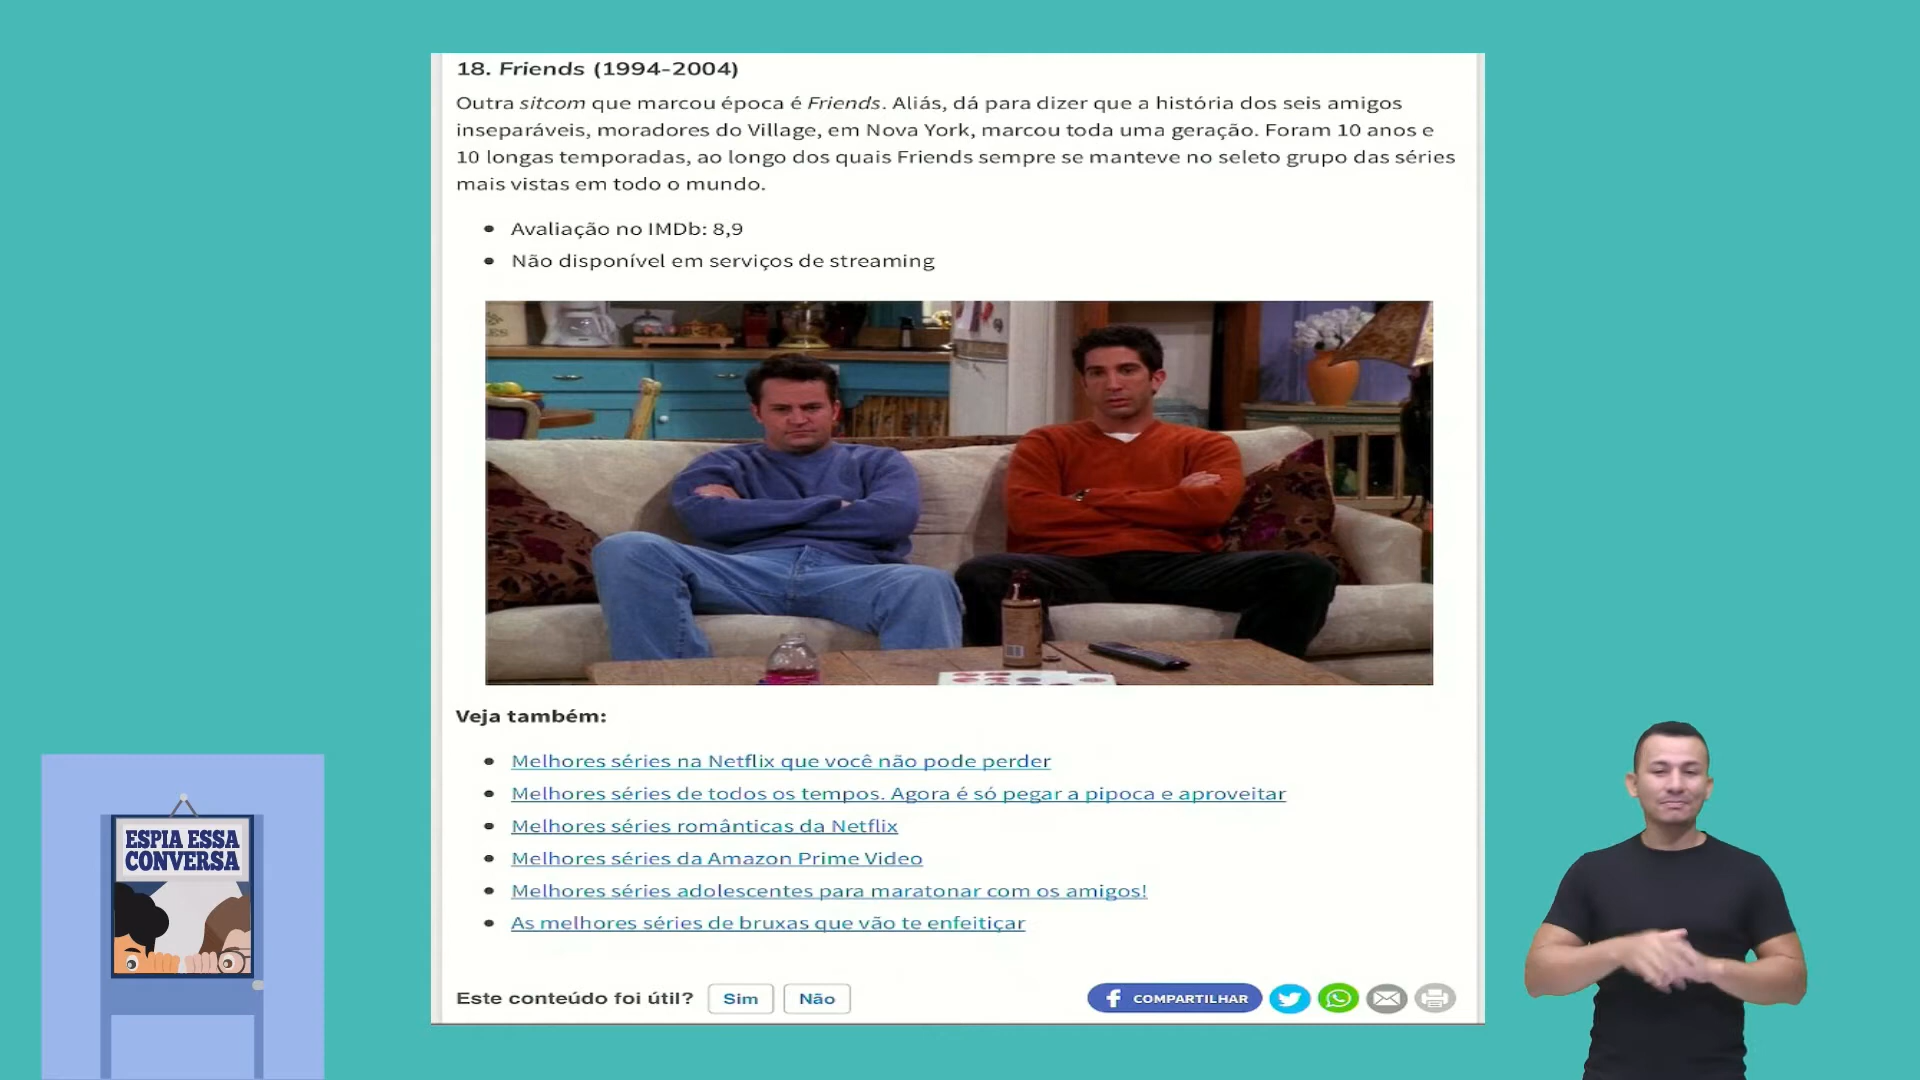 18. Friends (1994-2004)
Outra sitcom que marcou época é Friends. Aliás, dá para dizer que a história dos seis amigos
inseparáveis, moradores do Village, em Nova York, marcou toda uma geração. Foram 10 anos e
10 longas temporadas, ao longo dos quais Friends sempre se manteve no seleto grupo das séries
mais vistas em todo o mundo.
Avaliação no IMDb: 8,9
Não disponível em serviços de streaming
Veja também:
Melhores séries na Netflix que você não pode perder
Melhores séries de todos os tempos. Agora é só pegar a pipoca e aproveitar
Melhores séries românticas da Netflix
Melhores séries da Amazon Prime Video
Melhores séries adolescentes para maratonar com os amigos!
As melhores séries de bruxas que vão te enfeitiçar
Este conteúdo foi útil? Sim Não COMPARTILHAR
ESPIA ESSA
CONVERSA